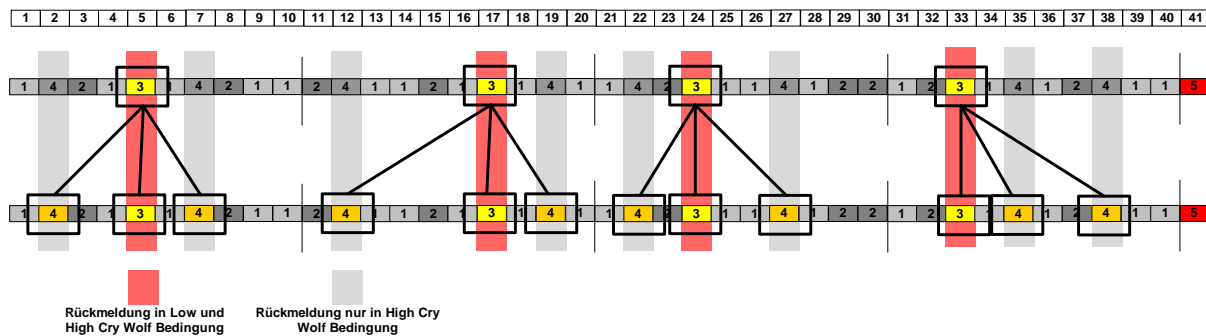 1 2 3 4 5 6 7 8 9 10 11 12 13 14 15 16 17 18 19 20 21 22 23 24 25 26 27 28 29 30 31 32 33 34 35 36 37 38 39 40 41
1 4 2 1 3 1 4 2 1 1 2 4 1 1 2 1 3 1 4 1 1 4 2 3 1 1 4 1 2 2 1 2 3 1 4 1 2 4 1 1 5
1 4 2 1 3 1 4 2 1 1 2 4 1 1 2 1 3 1 4 1 1 4 2 3 1 1 4 1 2 2 1 2 3 1 4 1 2 4 1 1 5
Rückmeldung in Low und
High Cry Wolf Bedingung
Rückmeldung nur in High Cry
Wolf Bedingung